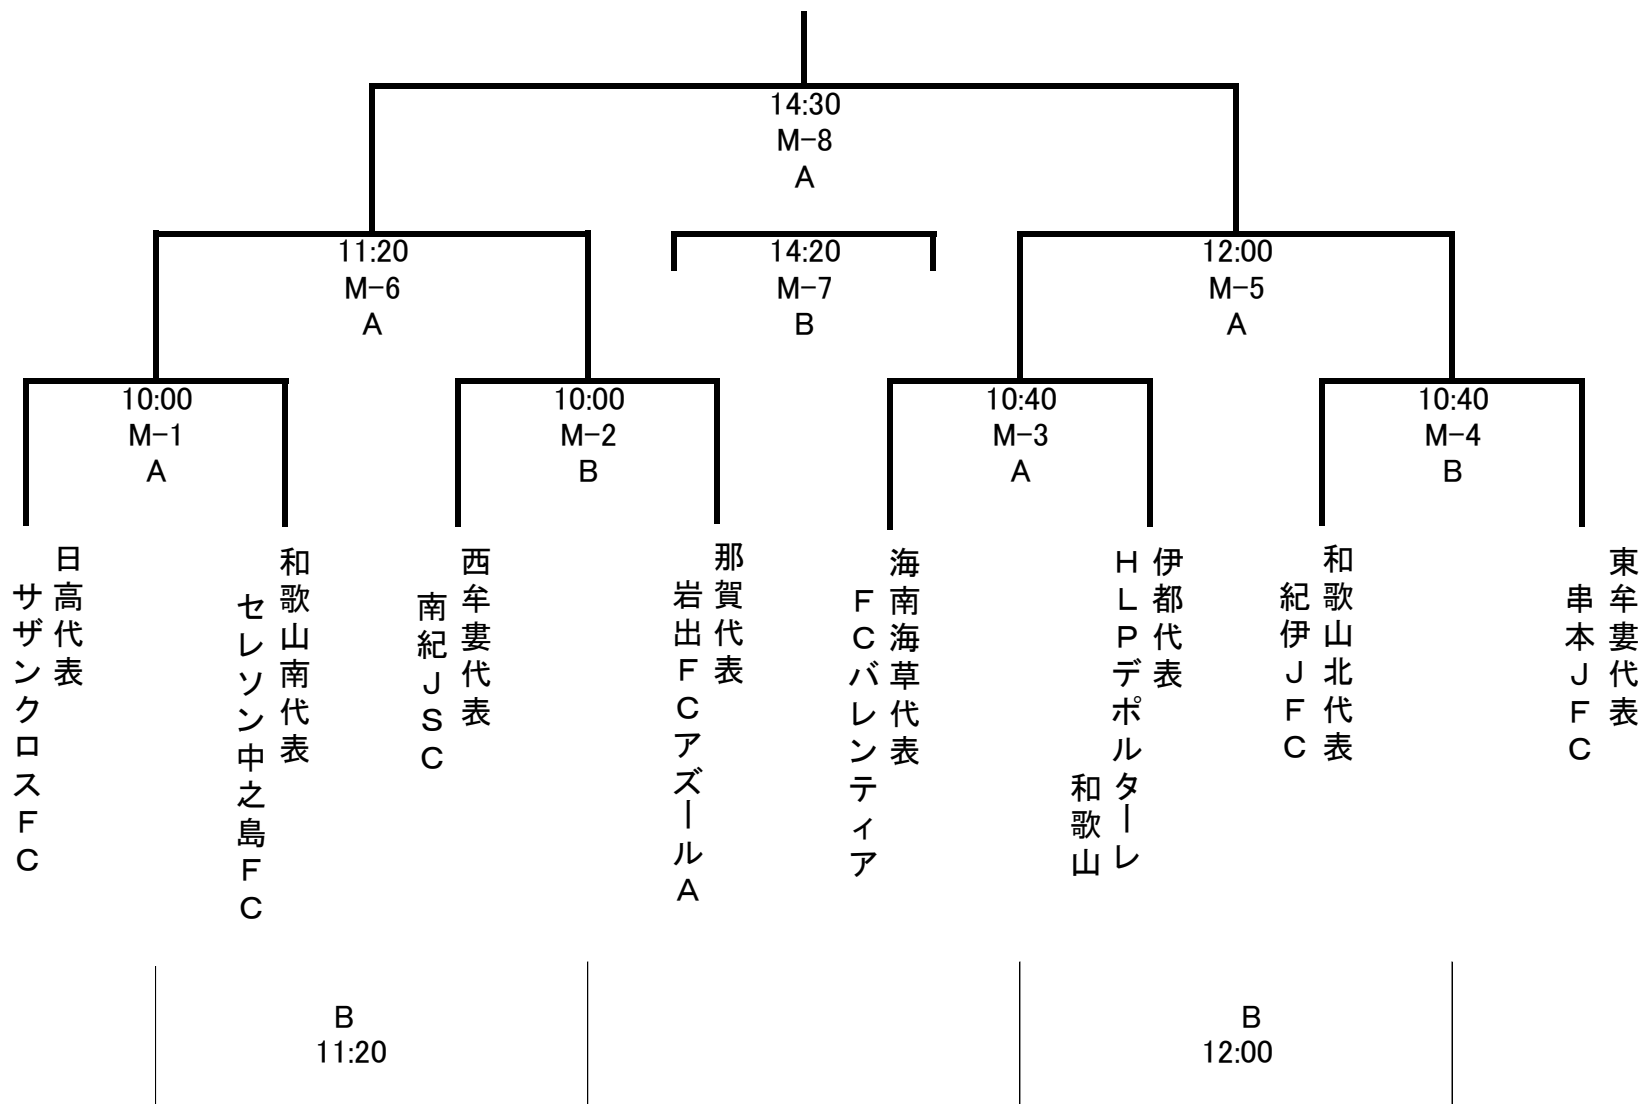 14:30
M-8
A
11:20
M-6
A
14:20
M-7
B
12:00
M-5
A
10:00
M-1
A
10:00
M-2
B
10:40
M-3
A
10:40
M-4
B
日高代表
サザンクロスFC
和歌山南代表
セレソン中之島FC
西牟婁代表
南紀JSC
那賀代表
岩出FCアズールA
海南海草代表
FCバレンティア
伊都代表
HLPデポルターレ
和歌山
和歌山北代表
紀伊JFC
東牟婁代表
串本JFC
B
11:20
B
12:00